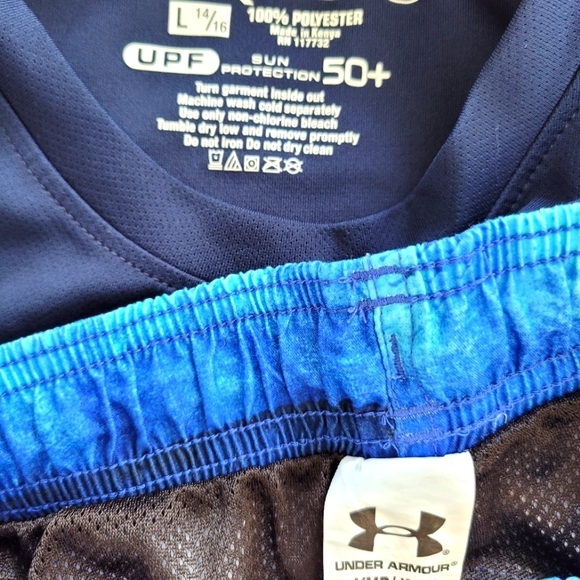 L 14/16 100% POLYESTER
Made in Kenya
RN 117732
UPF SUN PROTECTION 50+
Turn garment inside out
Machine wash cold separately
Use only non-chlorine bleach
Tumble dry low and remove promptly
Do not Iron Do not dry clean
UNDER ARMOUR®